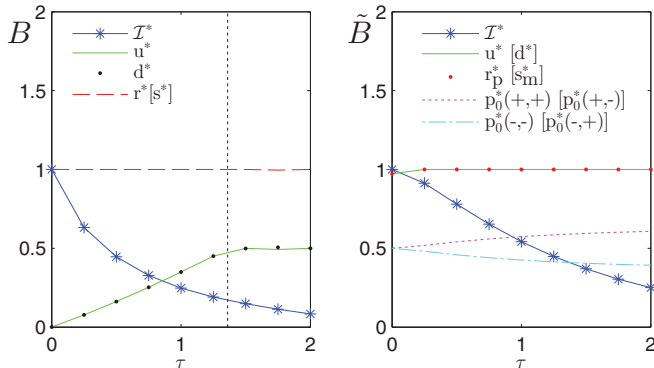 B
2
1.5
1
0.5
0
0
1
2
τ
I*
u*
d*
r*[s*]
B̃
2
1.5
1
0.5
0
0
1
2
τ
I*
u* [d*]
r*p [s*m]
p*0(+,+) [p*0(+,-)]
p*0(-,-) [p*0(-,+)]